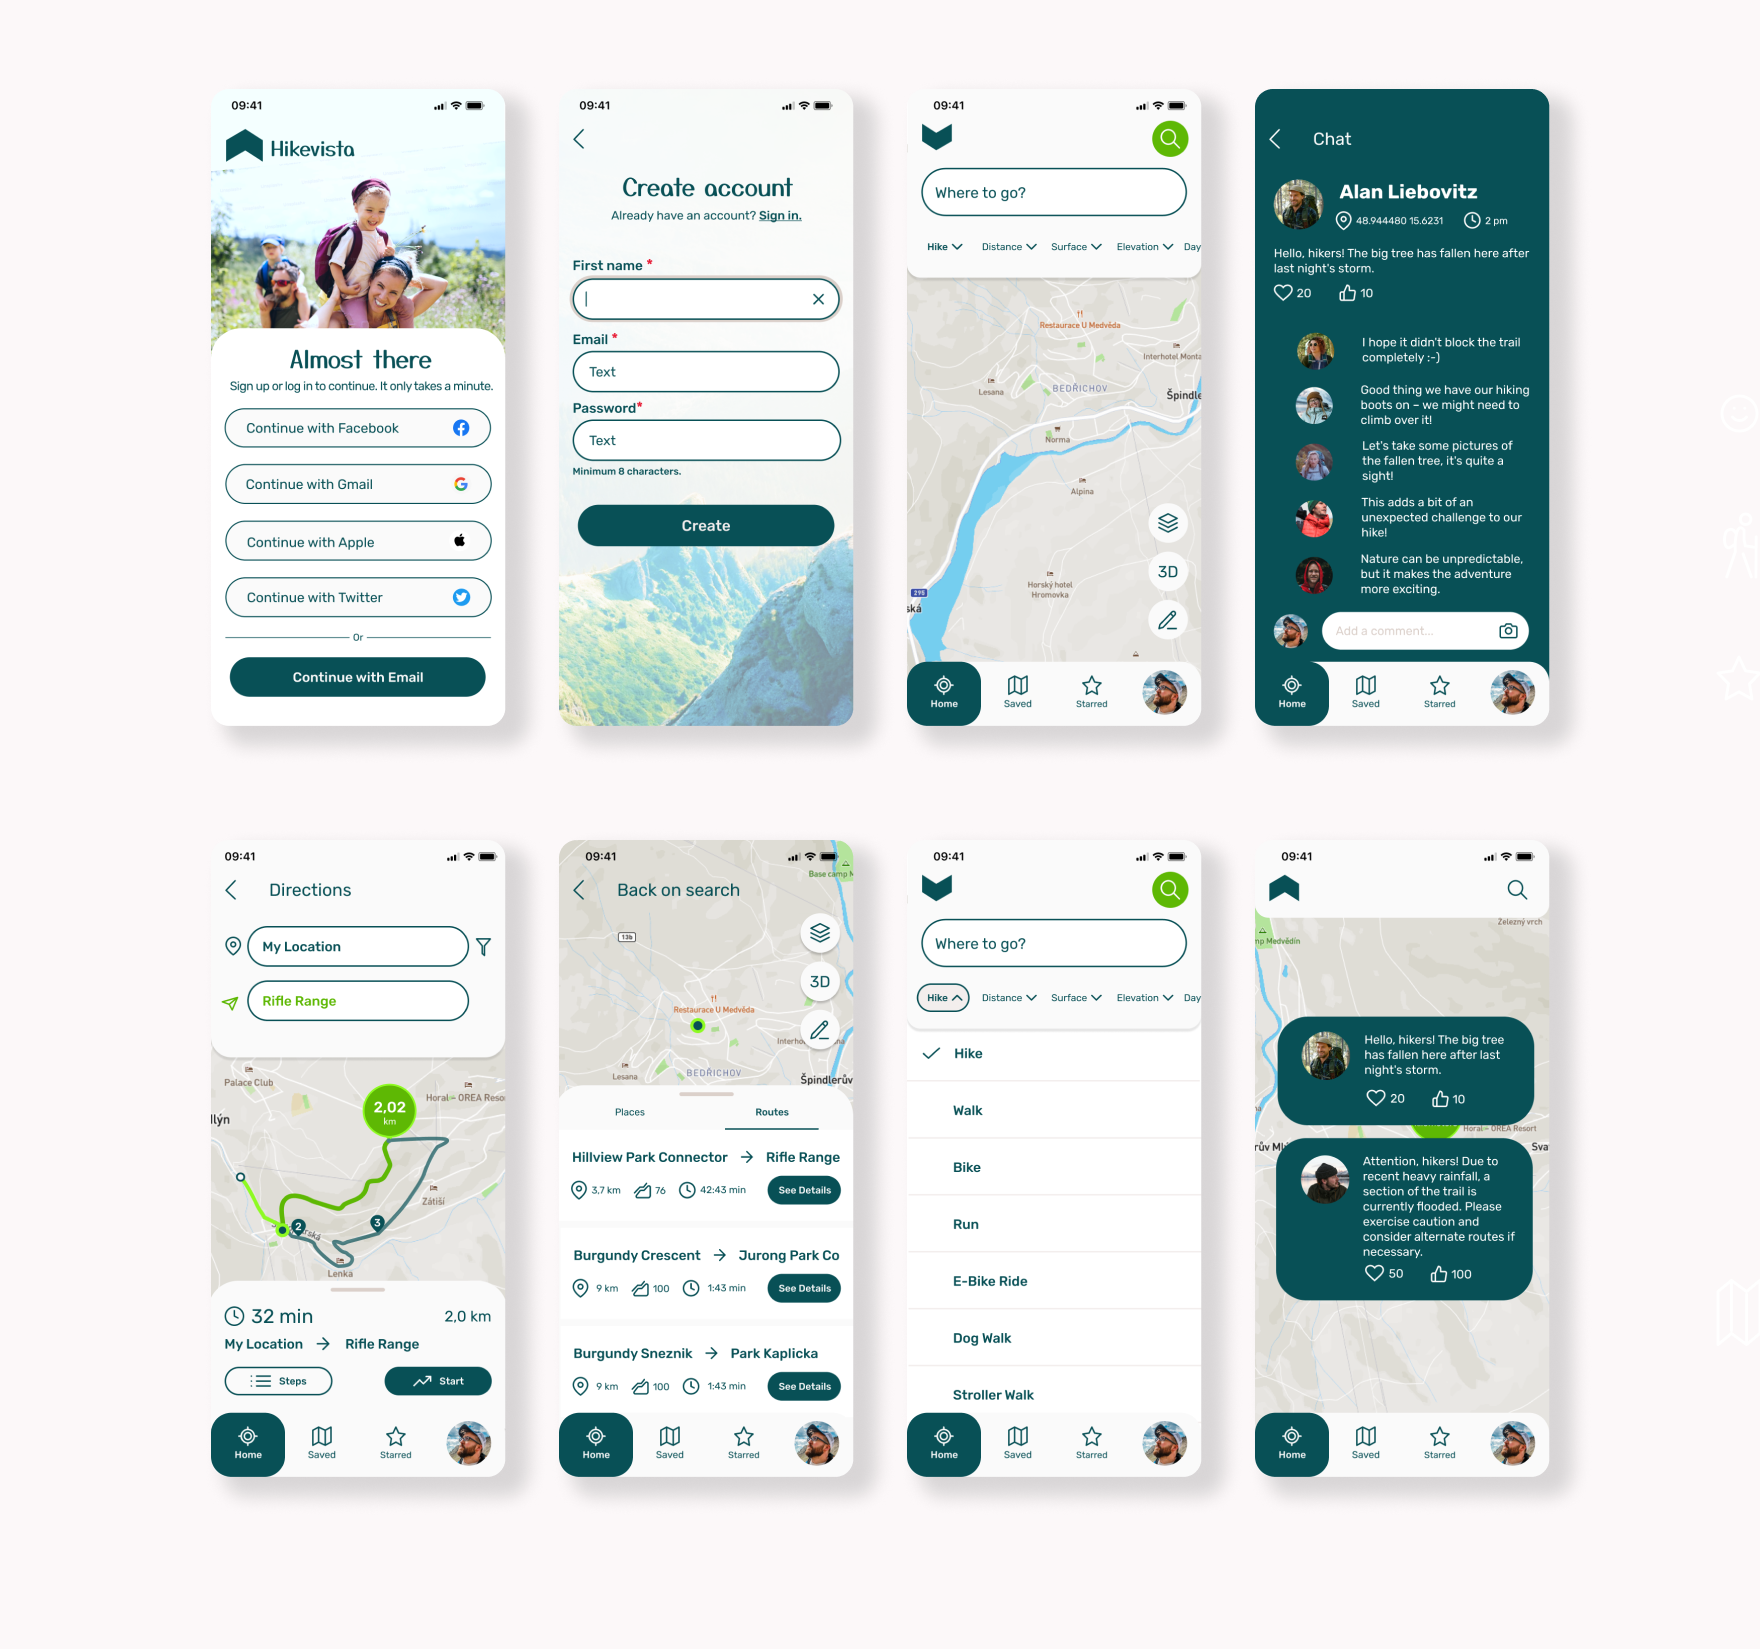 09:41
Hikevista
Almost there
Sign up or log in to continue. It only takes a minute.
Continue with Facebook
Continue with Gmail
Continue with Apple
Continue with Twitter
Or
Continue with Email
09:41
Create account
Already have an account? Sign in.
First name *
Email *
Text
Password*
Text
Minimum 8 characters.
Create
09:41
Where to go?
Hike
Distance
Surface
Elevation
Day
Restaurace U Medvěda
Interhotel Monta
Lesana
BEDŘICHOV
Špindle
Norma
Alpina
3D
Horský hotel
Hromovka
295
ská
Home
Saved
Starred
Chat
Alan Liebovitz
48.944480 15.6231
2 pm
Hello, hikers! The big tree has fallen here after
last night's storm.
20
10
I hope it didn't block the trail
completely :-)
Good thing we have our hiking
boots on – we might need to
climb over it!
Let's take some pictures of
the fallen tree, it's quite a
sight!
This adds a bit of an
unexpected challenge to our
hike!
Nature can be unpredictable,
but it makes the adventure
more exciting.
Add a comment...
Home
Saved
Starred
09:41
Directions
My Location
Rifle Range
Palace Club
2,02
km
Horal – OREA Reso
lýn
Zátiší
2
3
rská
Lenka
32 min
2,0 km
My Location
Rifle Range
Steps
Start
Home
Saved
Starred
09:41
Base camp M
Back on search
13b
3D
Restaurace U Medvěda
Interho
Lesana
BEDŘICHOV
Špindlerův
Places
Routes
Hillview Park Connector → Rifle Range
3,7 km
76
42:43 min
See Details
Burgundy Crescent → Jurong Park Co
9 km
100
1:43 min
See Details
Burgundy Sneznik → Park Kaplicka
9 km
100
1:43 min
See Details
Home
Saved
Starred
09:41
Where to go?
Hike
Distance
Surface
Elevation
Day
Hike
Walk
Bike
Run
E-Bike Ride
Dog Walk
Stroller Walk
Home
Saved
Starred
09:41
Železný vrch
mp Medvědín
Hello, hikers! The big tree
has fallen here after last
night's storm.
20
10
Horal – OREA Resort
rův Ml
Sva
Attention, hikers! Due to
recent heavy rainfall, a
section of the trail is
currently flooded. Please
exercise caution and
consider alternate routes if
necessary.
50
100
Home
Saved
Starred